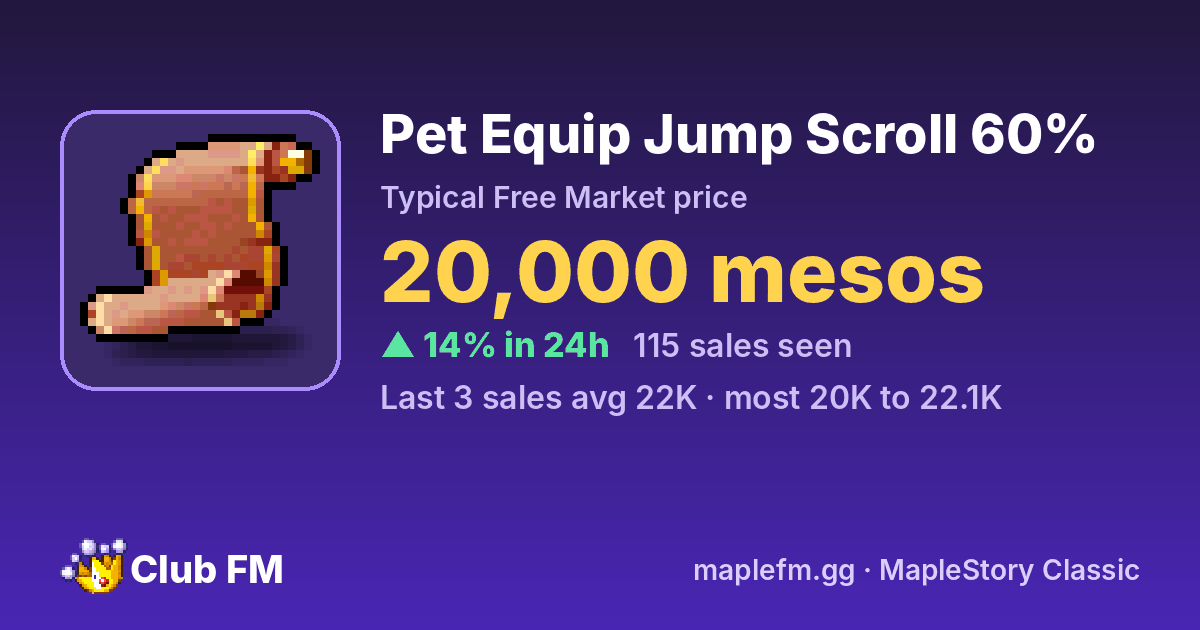 Pet Equip Jump Scroll 60%
Typical Free Market price
20,000 mesos
▲ 14% in 24h 115 sales seen
Last 3 sales avg 22K · most 20K to 22.1K
Club FM
maplefm.gg · MapleStory Classic